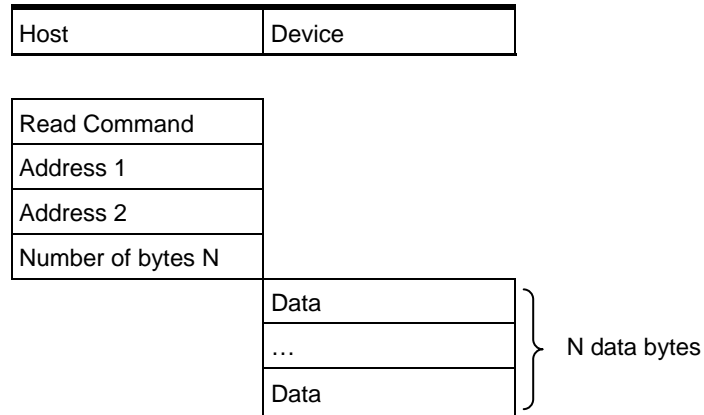 Host Device
Read Command
Address 1
Address 2
Number of bytes N
Data
…
N data bytes
Data